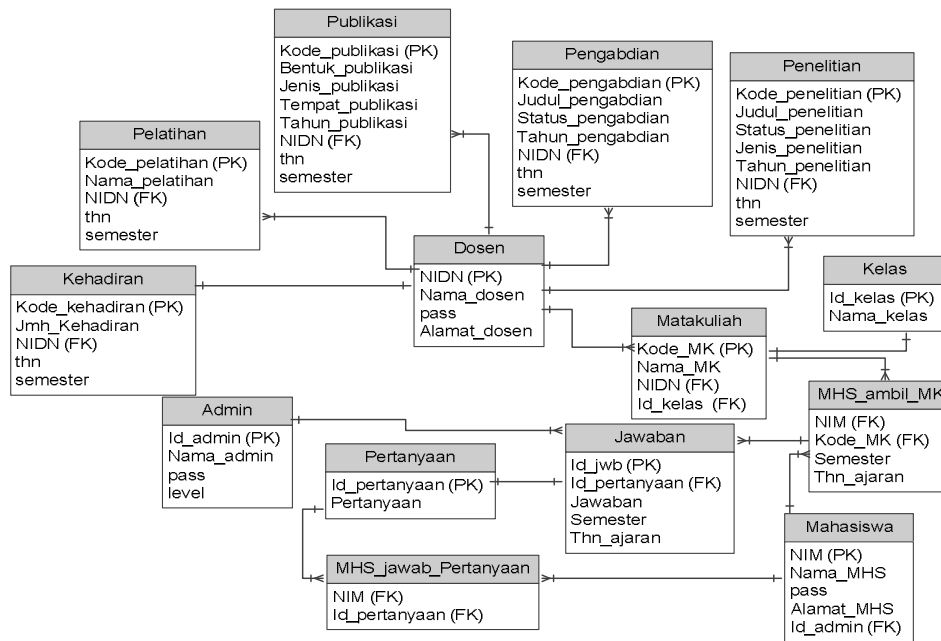 Publikasi
Kode_publikasi (PK)
Bentuk_publikasi
Jenis_publikasi
Tempat_publikasi
Tahun_publikasi
NIDN (FK)
thn
semester
Pengabdian
Kode_pengabdian (PK)
Judul_pengabdian
Status_pengabdian
Tahun_pengabdian
NIDN (FK)
thn
semester
Penelitian
Kode_penelitian (PK)
Judul_penelitian
Status_penelitian
Jenis_penelitian
Tahun_penelitian
NIDN (FK)
thn
semester
Pelatihan
Kode_pelatihan (PK)
Nama_pelatihan
NIDN (FK)
thn
semester
Dosen
NIDN (PK)
Nama_dosen
pass
Alamat_dosen
Kehadiran
Kode_kehadiran (PK)
Jmh_Kehadiran
NIDN (FK)
thn
semester
Kelas
Id_kelas (PK)
Nama_kelas
Matakuliah
Kode_MK (PK)
Nama_MK
NIDN (FK)
Id_kelas (FK)
MHS_ambil_MK
NIM (FK)
Kode_MK (FK)
Semester
Thn_ajaran
Admin
Id_admin (PK)
Nama_admin
pass
level
Pertanyaan
Id_pertanyaan (PK)
Pertanyaan
Jawaban
Id_jwb (PK)
Id_pertanyaan (FK)
Jawaban
Semester
Thn_ajaran
MHS_jawab_Pertanyaan
NIM (FK)
Id_pertanyaan (FK)
Mahasiswa
NIM (PK)
Nama_MHS
pass
Alamat_MHS
Id_admin (FK)